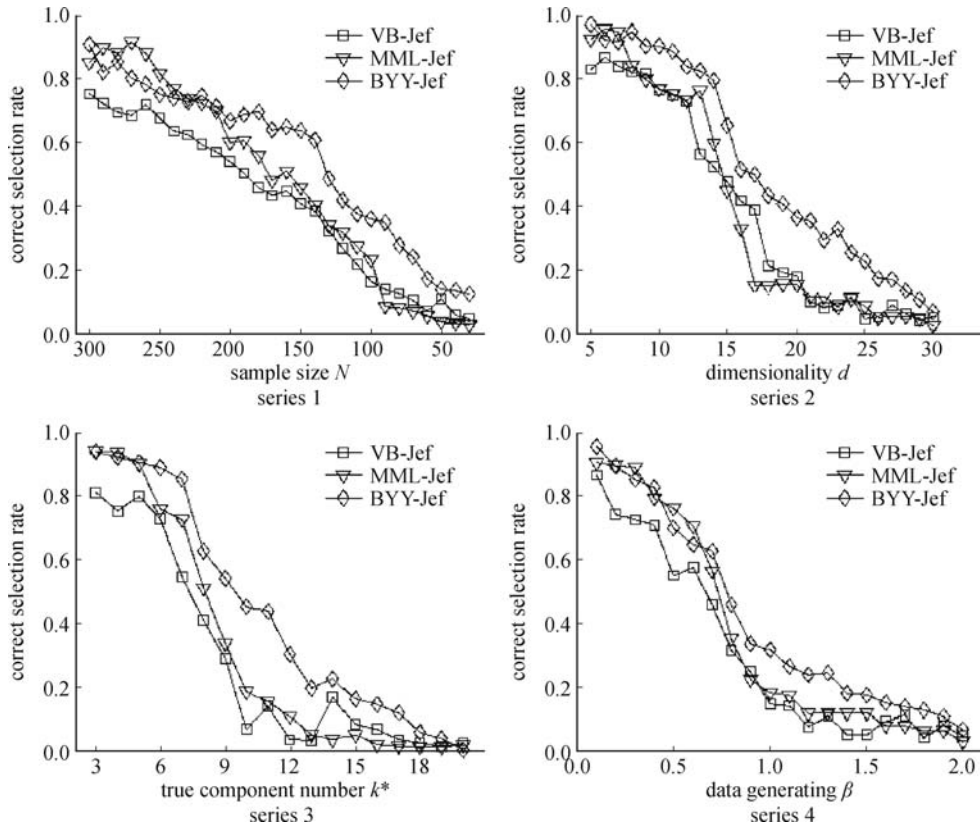 1.0
0.8
0.6
0.4
0.2
0.0
correct selection rate
VB-Jef
MML-Jef
BYY-Jef
300 250 200 150 100 50
sample size N
series 1
1.0
0.8
0.6
0.4
0.2
0.0
correct selection rate
VB-Jef
MML-Jef
BYY-Jef
5 10 15 20 25 30
dimensionality d
series 2
1.0
0.8
0.6
0.4
0.2
0.0
correct selection rate
VB-Jef
MML-Jef
BYY-Jef
3 6 9 12 15 18
true component number k*
series 3
1.0
0.8
0.6
0.4
0.2
0.0
correct selection rate
VB-Jef
MML-Jef
BYY-Jef
0.0 0.5 1.0 1.5 2.0
data generating β
series 4